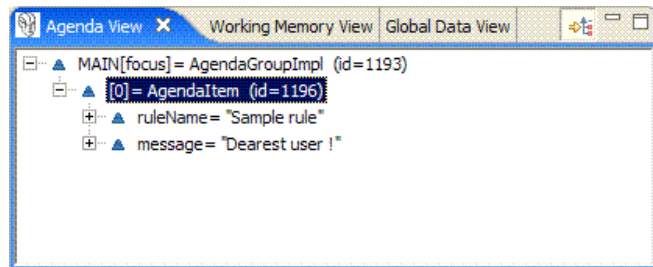 Agenda View Working Memory View Global Data View
MAIN[focus]= AgendaGroupImpl (id=1193)
[0]= AgendaItem (id=1196)
ruleName= "Sample rule"
message= "Dearest user !"